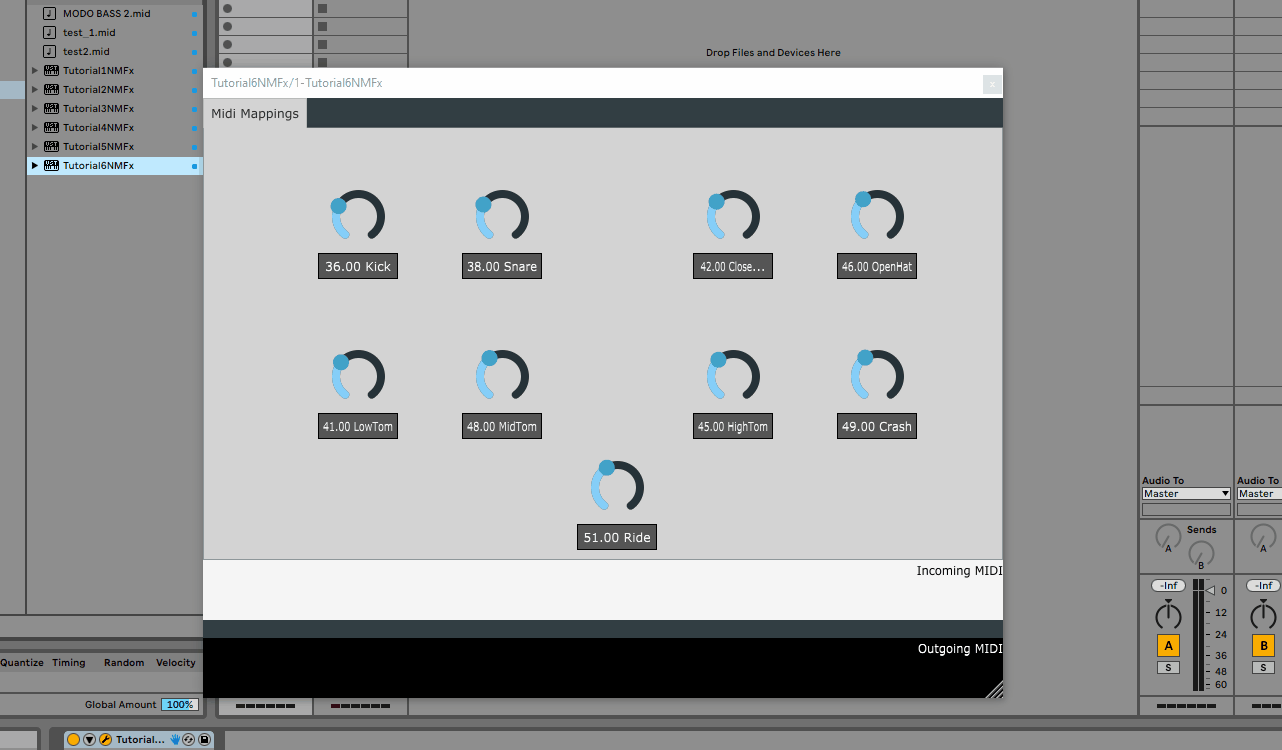 MODO BASS 2.mid
test_1.mid
test2.mid
Tutorial1NMFx
Tutorial2NMFx
Tutorial3NMFx
Tutorial4NMFx
Tutorial5NMFx
Tutorial6NMFx
Drop Files and Devices Here
Tutorial6NMFx/1-Tutorial6NMFx
x
Midi Mappings
36.00 Kick
38.00 Snare
42.00 Close...
46.00 OpenHat
41.00 LowTom
48.00 MidTom
45.00 HighTom
49.00 Crash
51.00 Ride
Incoming MIDI
Outgoing MIDI
Audio To
Audio To
Master
Master
Sends
A
B
A
-Inf
-Inf
0
12
24
36
48
60
A
S
B
S
Quantize Timing Random Velocity
Global Amount 100%
Tutorial...